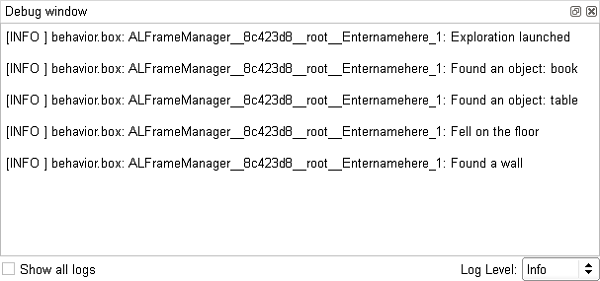 Debug window
[INFO ] behavior.box: ALFrameManager__8c423d8__root__Enternamehere_1: Exploration launched
[INFO ] behavior.box: ALFrameManager__8c423d8__root__Enternamehere_1: Found an object: book
[INFO ] behavior.box: ALFrameManager__8c423d8__root__Enternamehere_1: Found an object: table
[INFO ] behavior.box: ALFrameManager__8c423d8__root__Enternamehere_1: Fell on the floor
[INFO ] behavior.box: ALFrameManager__8c423d8__root__Enternamehere_1: Found a wall
Show all logs Log Level: Info